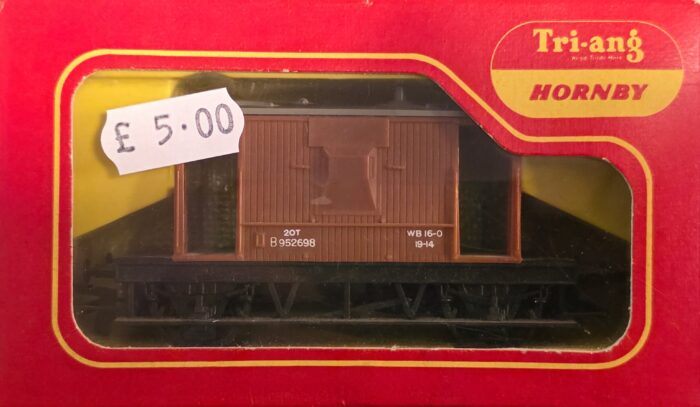 Tri-ang
HORNBY
£ 5.00
20T
B 952698
WB 16-0
19-14